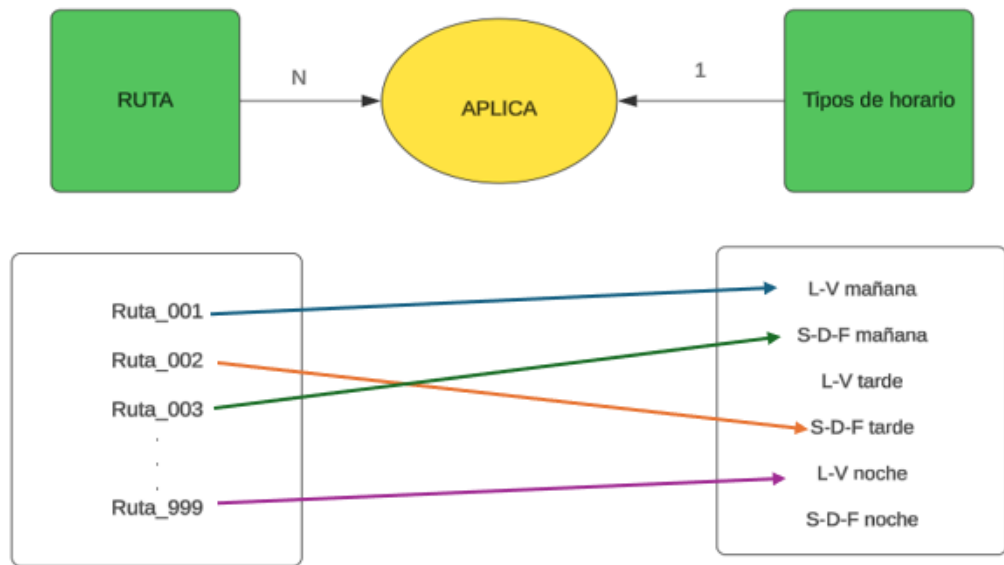 RUTA
N
APLICA
1
Tipos de horario
Ruta_001
Ruta_002
Ruta_003
.
.
.
Ruta_999
L-V mañana
S-D-F mañana
L-V tarde
S-D-F tarde
L-V noche
S-D-F noche